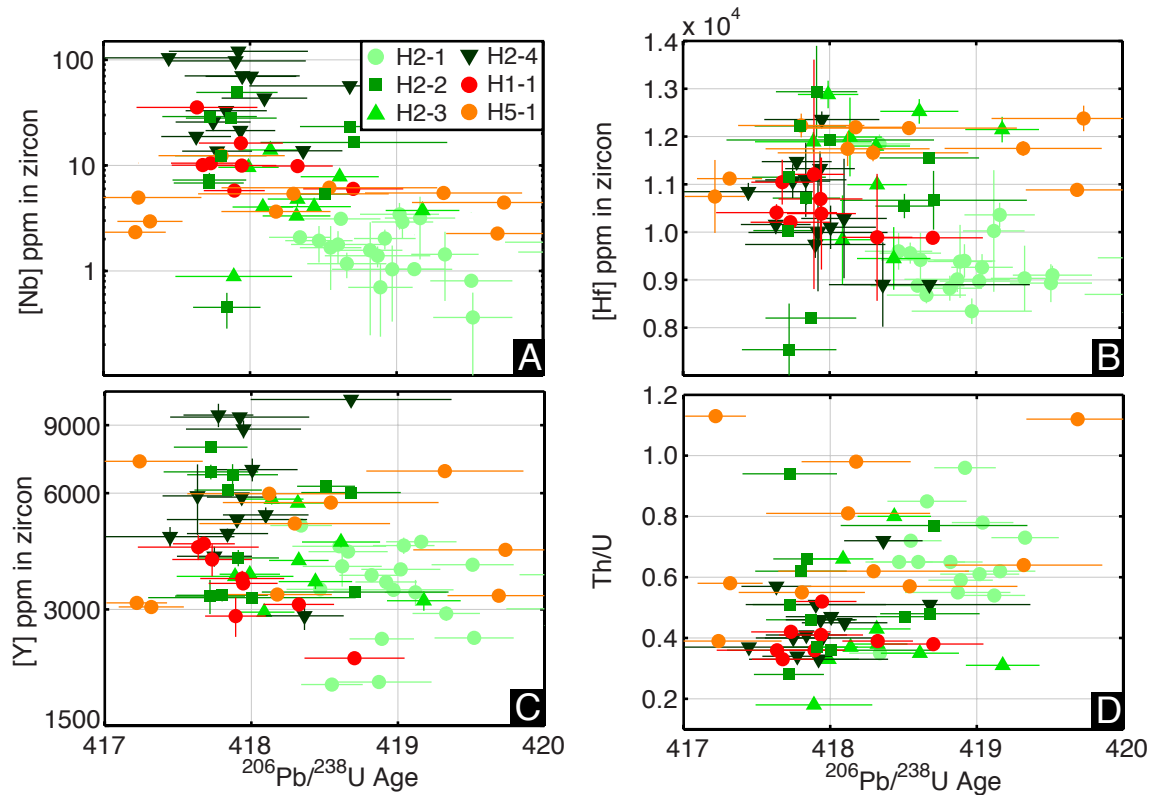 [Nb] ppm in zircon
100
10
1
H2-1
H2-4
H2-2
H1-1
H2-3
H5-1
A
x 10⁴
[Hf] ppm in zircon
1.4
1.3
1.2
1.1
1.0
0.9
0.8
B
[Y] ppm in zircon
9000
6000
3000
1500
417
418
419
420
²⁰⁶Pb/²³⁸U Age
C
Th/U
1.2
1.0
0.8
0.6
0.4
0.2
417
418
419
420
²⁰⁶Pb/²³⁸U Age
D